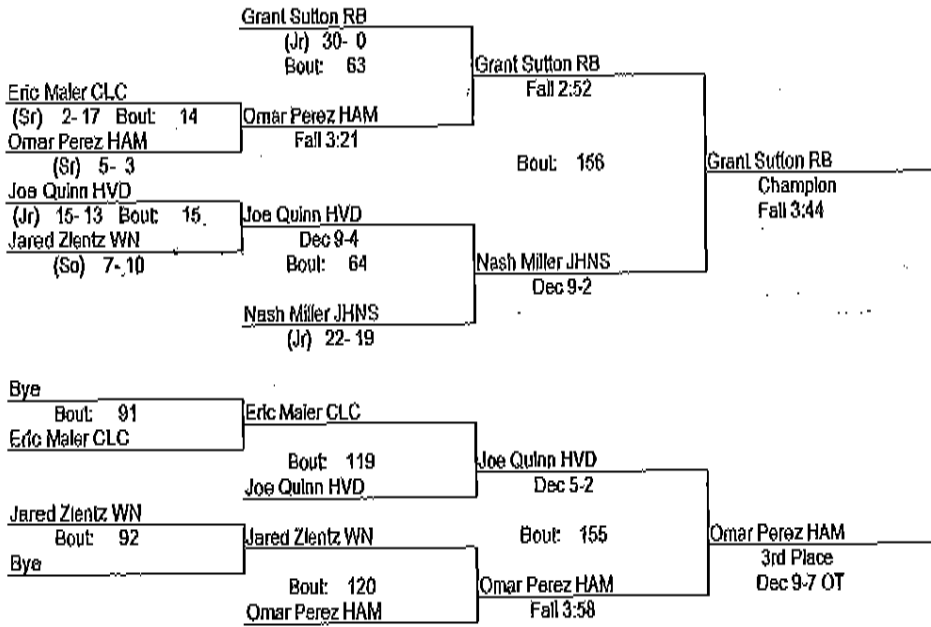 Grant Sutton RB
(Jr) 30- 0
Bout: 63
Grant Sutton RB
Fall 2:52
Eric Maier CLC
(Sr) 2-17 Bout: 14
Omar Perez HAM
Omar Perez HAM
Fall 3:21
(Sr) 5- 3
Bout: 156
Grant Sutton RB
Champion
Fall 3:44
Joe Quinn HVD
(Jr) 15-13 Bout: 15
Joe Quinn HVD
Jared Zientz WN
Dec 9-4
(So) 7-10
Bout: 64
Nash Miller JHNS
Dec 9-2
Nash Miller JHNS
(Jr) 22-19
Bye
Bout: 91
Eric Maier CLC
Eric Maier CLC
Bout: 119
Joe Quinn HVD
Dec 5-2
Joe Quinn HVD
Jared Zientz WN
Bout: 92
Jared Zientz WN
Bout: 155
Omar Perez HAM
3rd Place
Dec 9-7 OT
Bye
Bout: 120
Omar Perez HAM
Fall 3:58
Omar Perez HAM